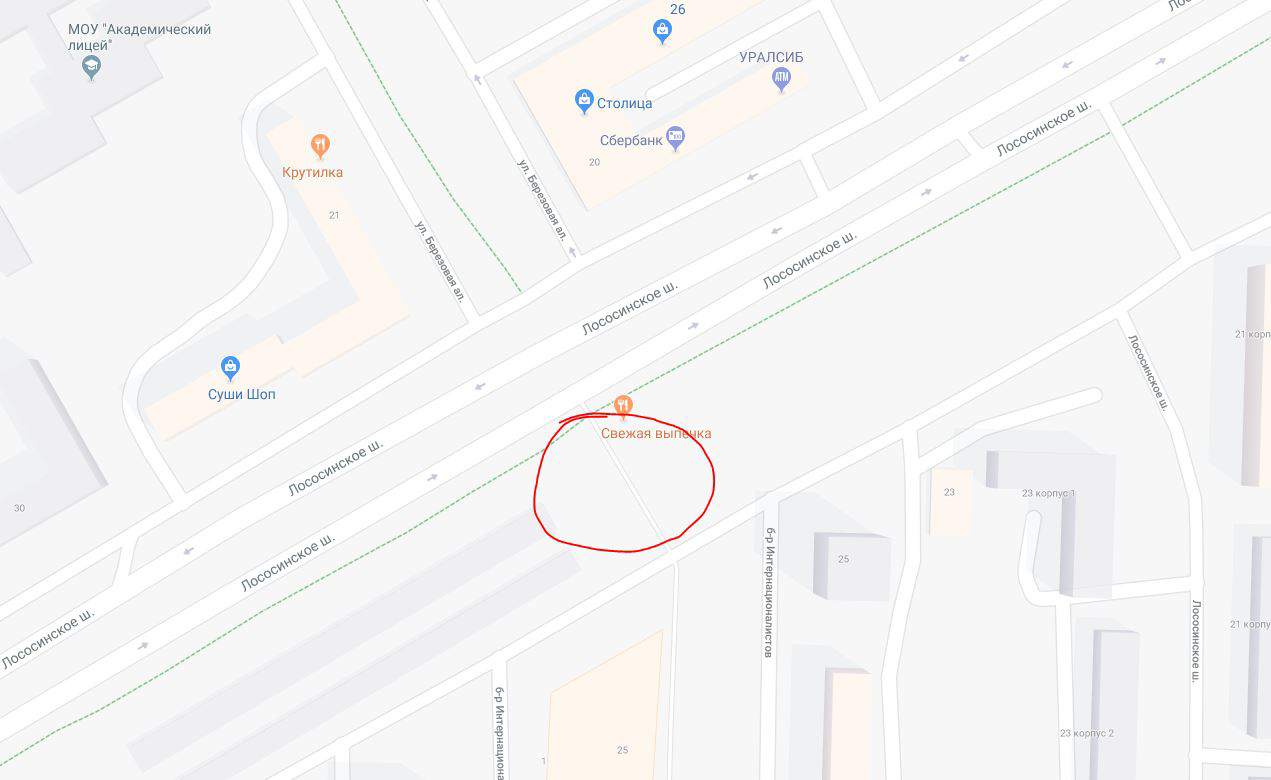 26
МОУ "Академический
лицей"
УРАЛСИБ
ATM
Столица
Сбербанк
20
Лососинское ш.
Крутилка
21
ул. Березовая ал.
ул. Березовая ал.
Лососинское ш.
Лососинское ш.
21 корп
Лососинское ш.
Суши Шоп
Свежая выпечка
Лососинское ш.
30
23
23 корпус 1
Лососинское ш.
25
б-р Интернационалистов
Лососинское ш.
21 корпу
Лососинское ш.
б-р Интернациона
25
1
23 корпус 2